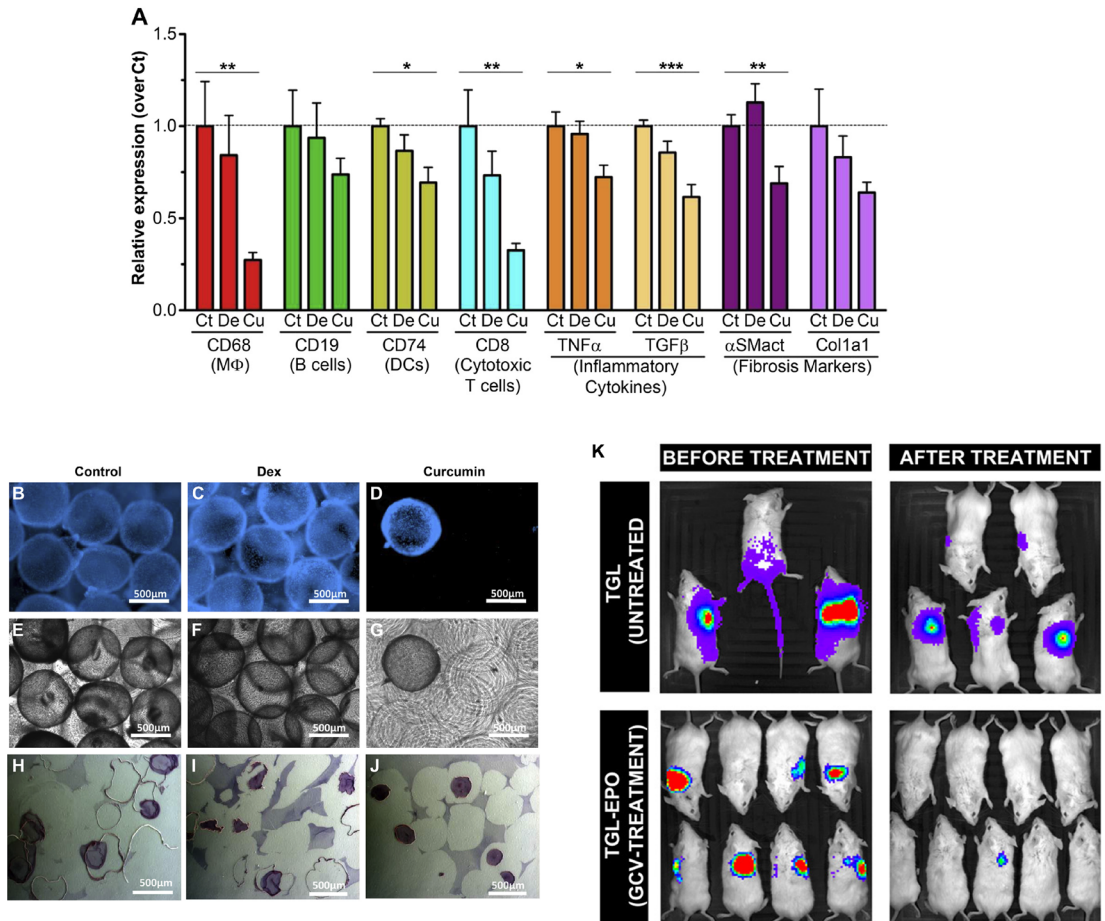 A
Relative expression (over Ct)
1.5
1.0
0.5
0.0
** * ** * *** **
Ct De Cu Ct De Cu Ct De Cu Ct De Cu Ct De Cu Ct De Cu Ct De Cu Ct De Cu
CD68 CD19 CD74 CD8 TNFα TGFβ αSMact Col1a1
(MΦ) (B cells) (DCs) (Cytotoxic (Inflammatory (Fibrosis Markers)
T cells) Cytokines)
Control Dex Curcumin
B C D
500µm 500µm 500µm
E F G
500µm 500µm 500µm
H I J
500µm 500µm 500µm
K
BEFORE TREATMENT AFTER TREATMENT
TGL
(UNTREATED)
TGL-EPO
(GCV-TREATMENT)